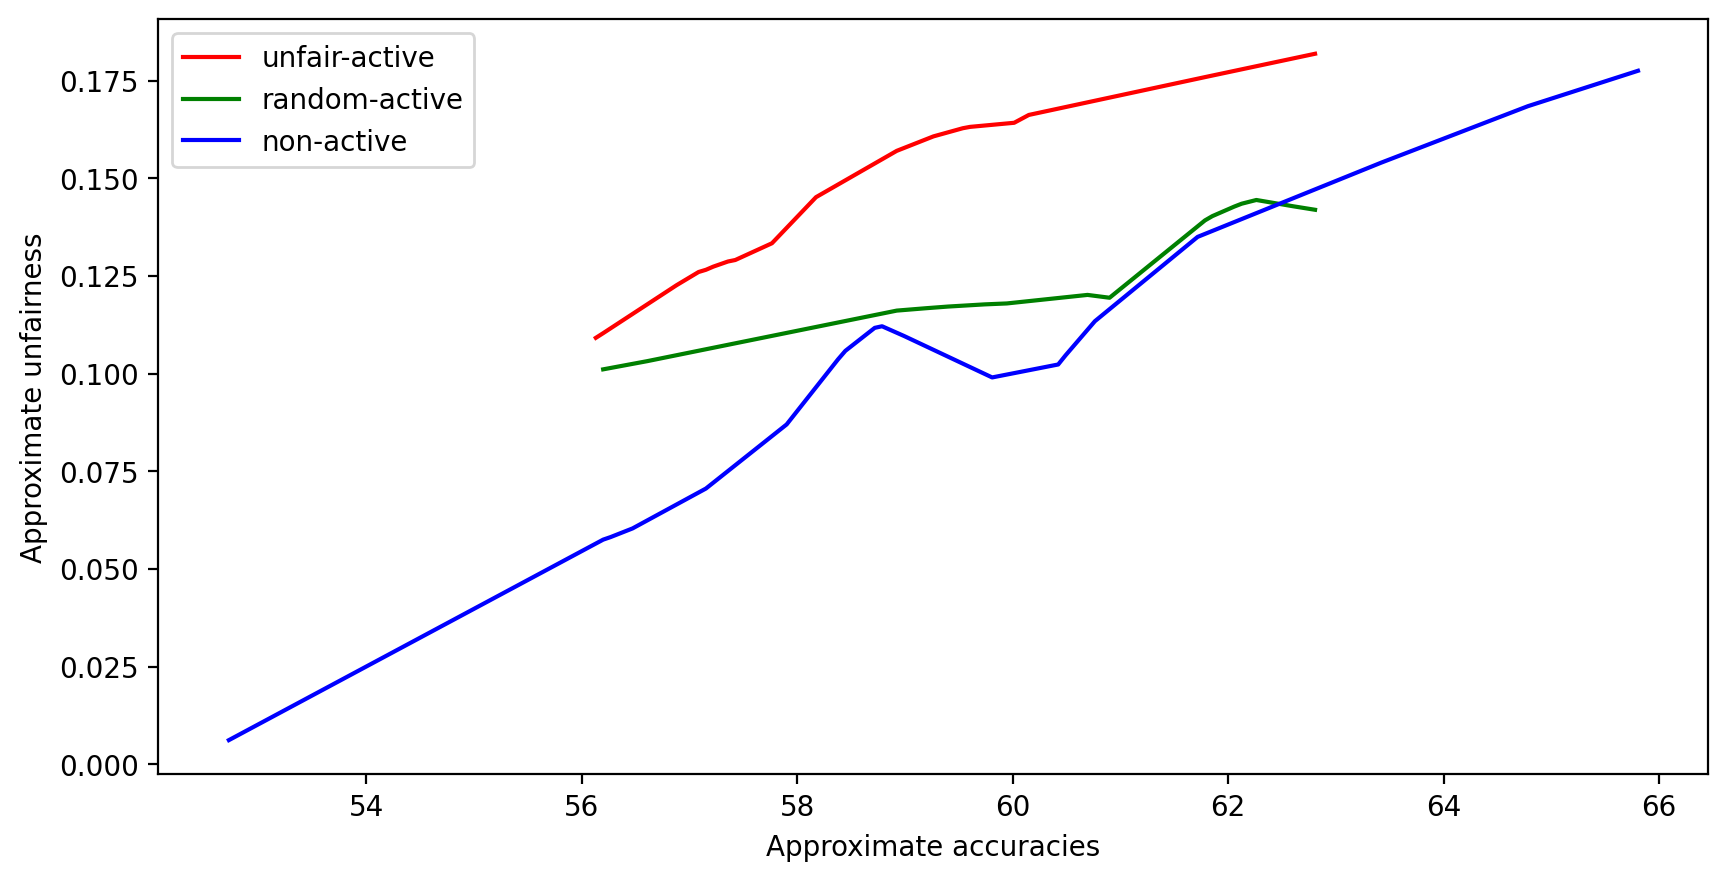 unfair-active
random-active
non-active
0.175
0.150
0.125
0.100
0.075
0.050
0.025
0.000
Approximate unfairness
54 56 58 60 62 64 66
Approximate accuracies